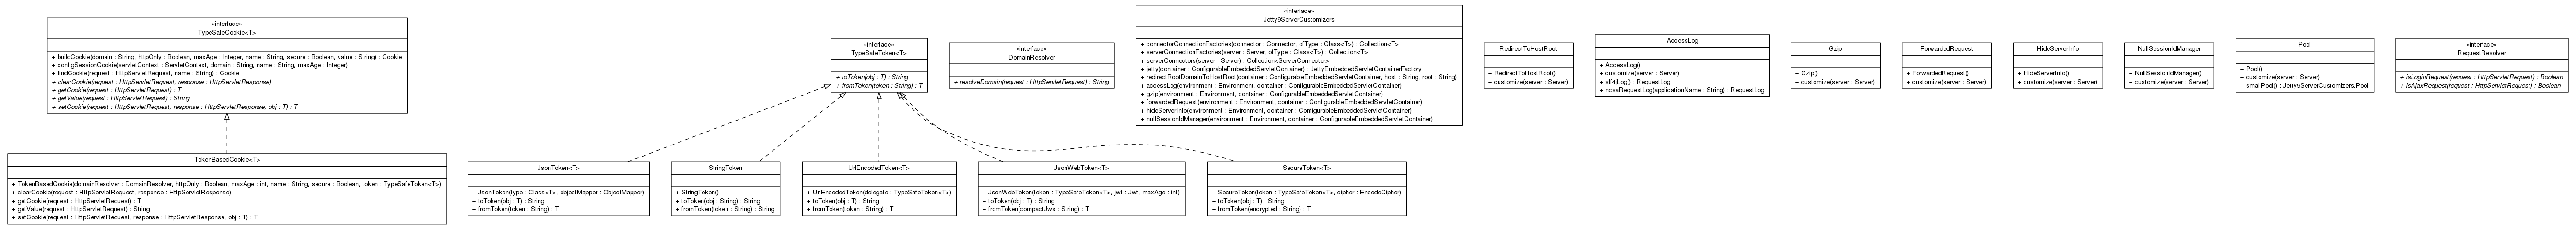 «interface»
TypeSafeCookie<T>
+ buildCookie(domain : String, httpOnly : Boolean, maxAge : Integer, name : String, secure : Boolean, value : String) : Cookie
+ configSessionCookie(servletContext : ServletContext, domain : String, name : String, maxAge : Integer)
+ findCookie(request : HttpServletRequest, name : String) : Cookie
+ clearCookie(request : HttpServletRequest, response : HttpServletResponse)
+ getCookie(request : HttpServletRequest) : T
+ getValue(request : HttpServletRequest) : String
+ setCookie(request : HttpServletRequest, response : HttpServletResponse, obj : T) : T
«interface»
TypeSafeToken<T>
+ toToken(obj : T) : String
+ fromToken(token : String) : T
«interface»
DomainResolver
+ resolveDomain(request : HttpServletRequest) : String
«interface»
Jetty9ServerCustomizers
+ connectorConnectionFactories(connector : Connector, ofType : Class<T>) : Collection<T>
+ serverConnectionFactories(server : Server, ofType : Class<T>) : Collection<T>
+ serverConnectors(server : Server) : Collection<ServerConnector>
+ jetty(container : ConfigurableEmbeddedServletContainer) : JettyEmbeddedServletContainerFactory
+ redirectRootDomainToHostRoot(container : ConfigurableEmbeddedServletContainer, host : String, root : String)
+ accessLog(environment : Environment, container : ConfigurableEmbeddedServletContainer)
+ gzip(environment : Environment, container : ConfigurableEmbeddedServletContainer)
+ forwardedRequest(environment : Environment, container : ConfigurableEmbeddedServletContainer)
+ hideServerInfo(environment : Environment, container : ConfigurableEmbeddedServletContainer)
+ nullSessionIdManager(environment : Environment, container : ConfigurableEmbeddedServletContainer)
RedirectToHostRoot
+ RedirectToHostRoot()
+ customize(server : Server)
AccessLog
+ AccessLog()
+ customize(server : Server)
+ slf4jLog() : RequestLog
+ ncsaRequestLog(applicationName : String) : RequestLog
Gzip
+ Gzip()
+ customize(server : Server)
ForwardedRequest
+ ForwardedRequest()
+ customize(server : Server)
HideServerInfo
+ HideServerInfo()
+ customize(server : Server)
NullSessionIdManager
+ NullSessionIdManager()
+ customize(server : Server)
Pool
+ Pool()
+ customize(server : Server)
+ smallPool() : Jetty9ServerCustomizers.Pool
«interface»
RequestResolver
+ isLoginRequest(request : HttpServletRequest) : Boolean
+ isAjaxRequest(request : HttpServletRequest) : Boolean
TokenBasedCookie<T>
+ TokenBasedCookie(domainResolver : DomainResolver, httpOnly : Boolean, maxAge : int, name : String, secure : Boolean, token : TypeSafeToken<T>)
+ clearCookie(request : HttpServletRequest, response : HttpServletResponse)
+ getCookie(request : HttpServletRequest) : T
+ getValue(request : HttpServletRequest) : String
+ setCookie(request : HttpServletRequest, response : HttpServletResponse, obj : T) : T
JsonToken<T>
+ JsonToken(type : Class<T>, objectMapper : ObjectMapper)
+ toToken(obj : T) : String
+ fromToken(token : String) : T
StringToken
+ StringToken()
+ toToken(obj : String) : String
+ fromToken(token : String) : String
UrlEncodedToken<T>
+ UrlEncodedToken(delegate : TypeSafeToken<T>)
+ toToken(obj : T) : String
+ fromToken(token : String) : T
JsonWebToken<T>
+ JsonWebToken(token : TypeSafeToken<T>, jwt : Jwt, maxAge : int)
+ toToken(obj : T) : String
+ fromToken(compactJws : String) : T
SecureToken<T>
+ SecureToken(token : TypeSafeToken<T>, cipher : EncodeCipher)
+ toToken(obj : T) : String
+ fromToken(encrypted : String) : T